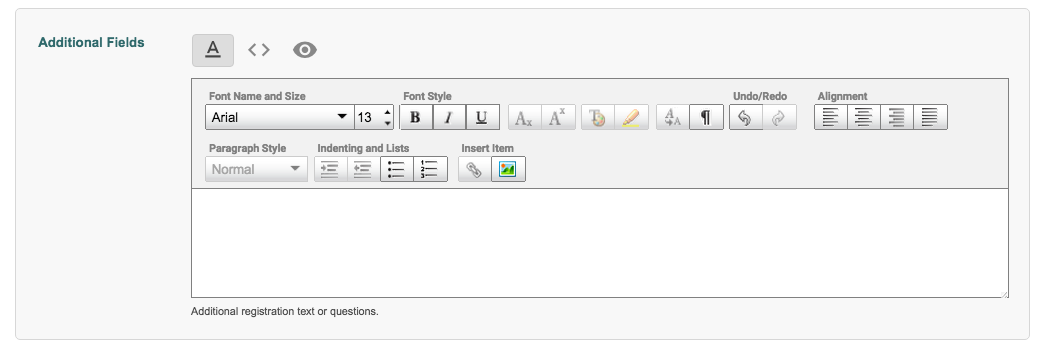 Additional Fields
A
Font Name and Size Font Style Undo/Redo Alignment
Arial 13 B I U
Paragraph Style Indenting and Lists Insert Item
Normal
Additional registration text or questions.